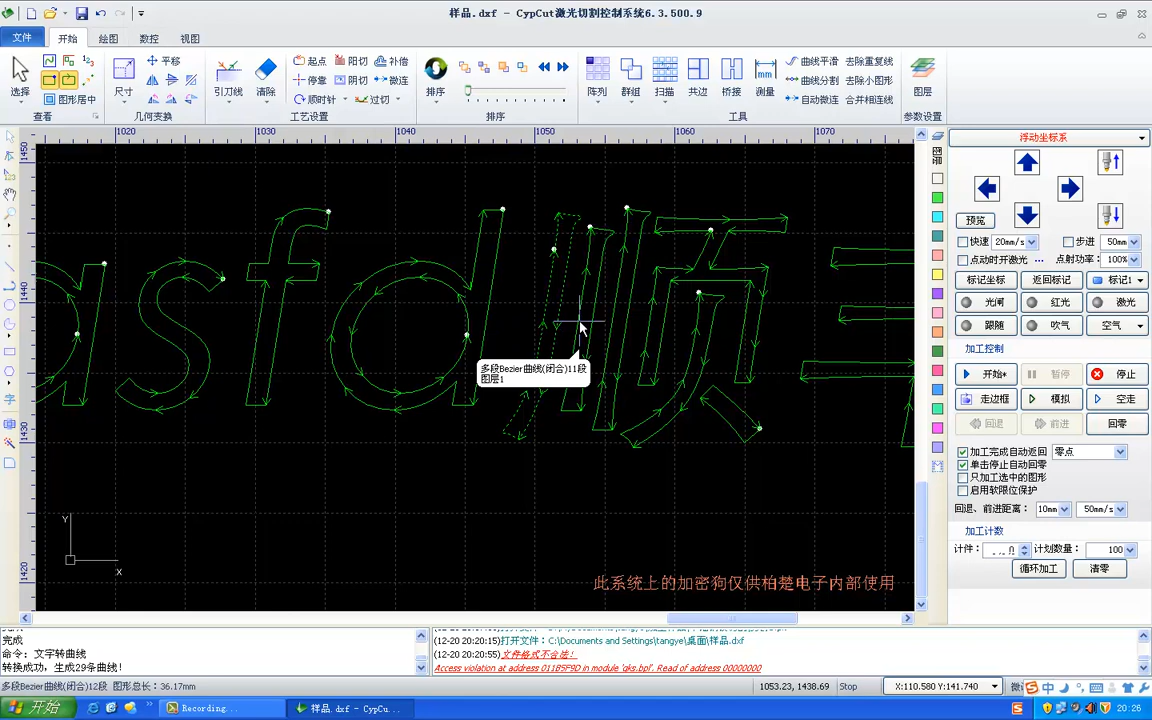 样品.dxf - CypCut激光切割控制系统6.3.500.9
文件 开始 绘图 数控 视图
选择 图形居中 查看
尺寸 平移 几何变换
引刀线 清除 起点 停靠 顺时针 阳切 阴切 过切 补偿 微连 工艺设置
排序 排序
阵列 群组 扫描 共边 桥接 测量 曲线平滑 曲线分割 自动微连 去除重复线 去除小图形 合并相连线 工具
图层 参数设置
1020 1030 1040 1050 1060 1070
1450
1440
1430
1420
asfd顺
多段Bezier曲线(闭合)11段
图层1
Y
X
此系统上的加密狗仅供柏楚电子内部使用
浮动坐标系
预览
快速 20mm/s 步进 50mm
点动时开激光 点射功率: 100%
标记坐标 返回标记 标记1
光闸 红光 激光
跟随 吹气 空气
加工控制
开始* 暂停 停止
走边框 模拟 空走
回退 前进 回零
加工完成自动返回 零点
单击停止自动回零
只加工选中的图形
启用软限位保护
回退、前进距离: 10mm 50mm/s
加工计数
计件: 计划数量: 100
循环加工 清零
完成
命令: 文字转曲线
转换成功, 生成29条曲线!
(12-20 20:20:15)打开文件: C:\Documents and Settings\tangye\桌面\样品.dxf
(12-20 20:20:55)文件格式不合法!
Access violation at address 011B5F9D in module 'qks.bpl'. Read of address 00000000
多段Bezier曲线(闭合)12段 图形总长: 36.17mm
1053.23, 1438.69 Stop X:110.580 Y:141.740
开始 Recording... 样品.dxf - CypCu... 中 20:26